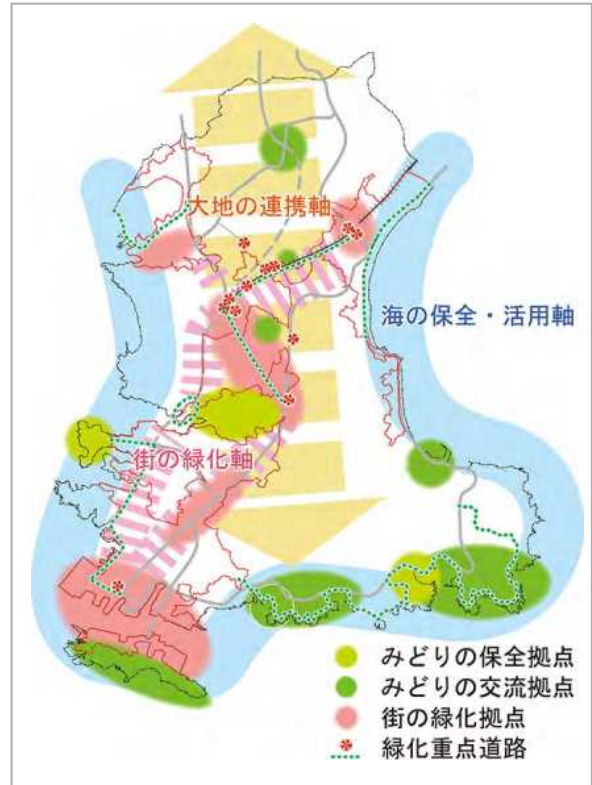 大地の連携軸
海の保全・活用軸
街の緑化軸
みどりの保全拠点
みどりの交流拠点
街の緑化拠点
緑化重点道路